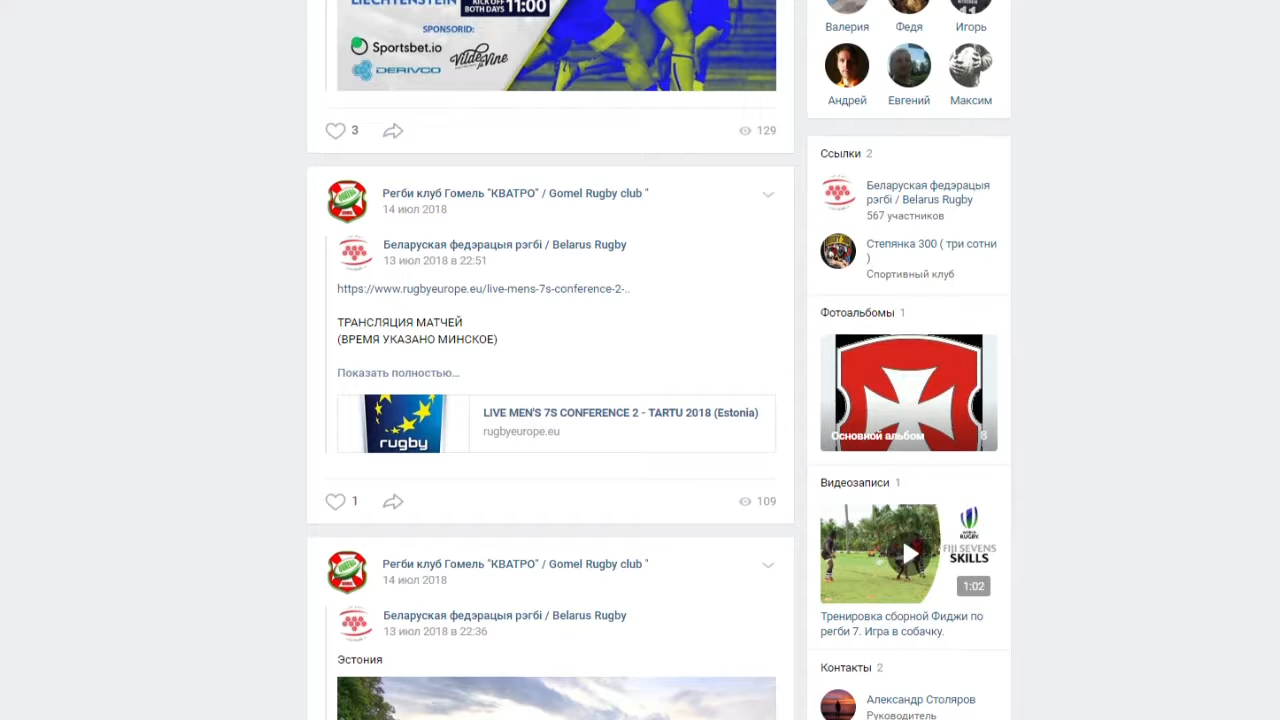 LIECHTENSTEIN
KICK OFF
BOTH DAYS 11:00
SPONSORID:
Sportsbet.io
VildeVine
DERIVCO
3
129
Регби клуб Гомель "КВАТРО" / Gomel Rugby club "
14 июл 2018
Беларуская федэрацыя рэгбі / Belarus Rugby
13 июл 2018 в 22:51
https://www.rugbyeurope.eu/live-mens-7s-conference-2-..
ТРАНСЛЯЦИЯ МАТЧЕЙ
(ВРЕМЯ УКАЗАНО МИНСКОЕ)
Показать полностью...
rugby
LIVE MEN'S 7S CONFERENCE 2 - TARTU 2018 (Estonia)
rugbyeurope.eu
1
109
Регби клуб Гомель "КВАТРО" / Gomel Rugby club "
14 июл 2018
Беларуская федэрацыя рэгбі / Belarus Rugby
13 июл 2018 в 22:36
Эстония
Валерия Федя Игорь
Андрей Евгений Максим
Ссылки 2
Беларуская федэрацыя
рэгбі / Belarus Rugby
567 участников
Степянка 300 ( три сотни
)
Спортивный клуб
Фотоальбомы 1
Основной альбом 8
Видеозаписи 1
WORLD
RUGBY
FIJI SEVENS
SKILLS
1:02
Тренировка сборной Фиджи по
регби 7. Игра в собачку.
Контакты 2
Александр Столяров
Руководитель